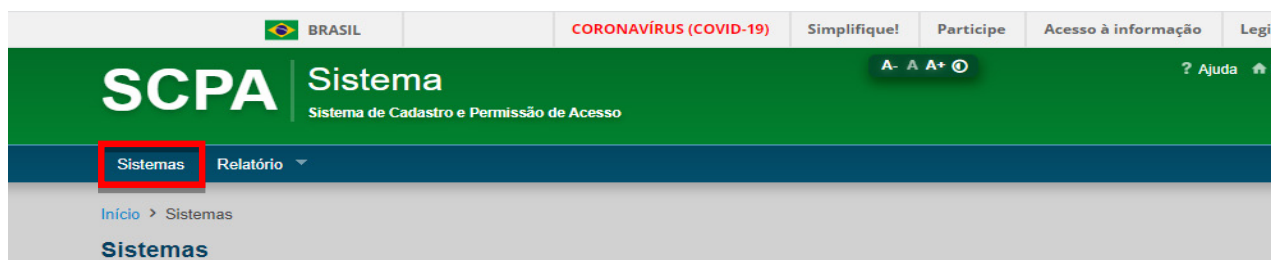 BRASIL CORONAVÍRUS (COVID-19) Simplifique! Participe Acesso à informação Legi
SCPA Sistema A- A A+ ? Ajuda
Sistema de Cadastro e Permissão de Acesso
Sistemas Relatório
Início > Sistemas
Sistemas